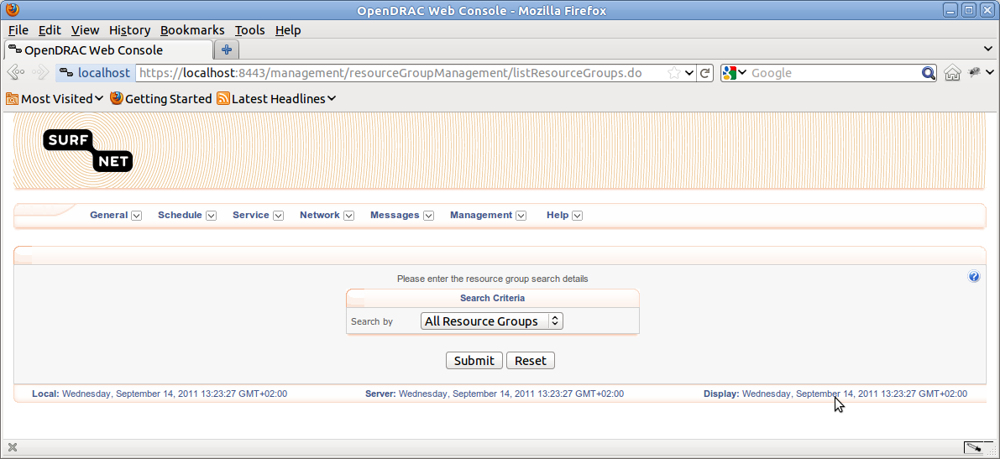 OpenDRAC Web Console - Mozilla Firefox
File Edit View History Bookmarks Tools Help
OpenDRAC Web Console
localhost https://localhost:8443/management/resourceGroupManagement/listResourceGroups.do Google
Most Visited Getting Started Latest Headlines
SURF
NET
General Schedule Service Network Messages Management Help
Please enter the resource group search details
Search Criteria
Search by All Resource Groups
Submit Reset
Local: Wednesday, September 14, 2011 13:23:27 GMT+02:00 Server: Wednesday, September 14, 2011 13:23:27 GMT+02:00 Display: Wednesday, September 14, 2011 13:23:27 GMT+02:00